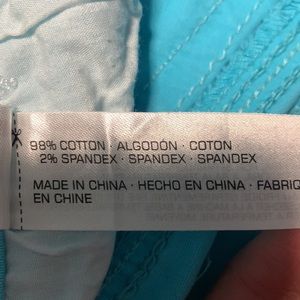 98% COTTON · ALGODÓN · COTON
2% SPANDEX · SPANDEX · SPANDEX
MADE IN CHINA · HECHO EN CHINA · FABRIQ
EN CHINE